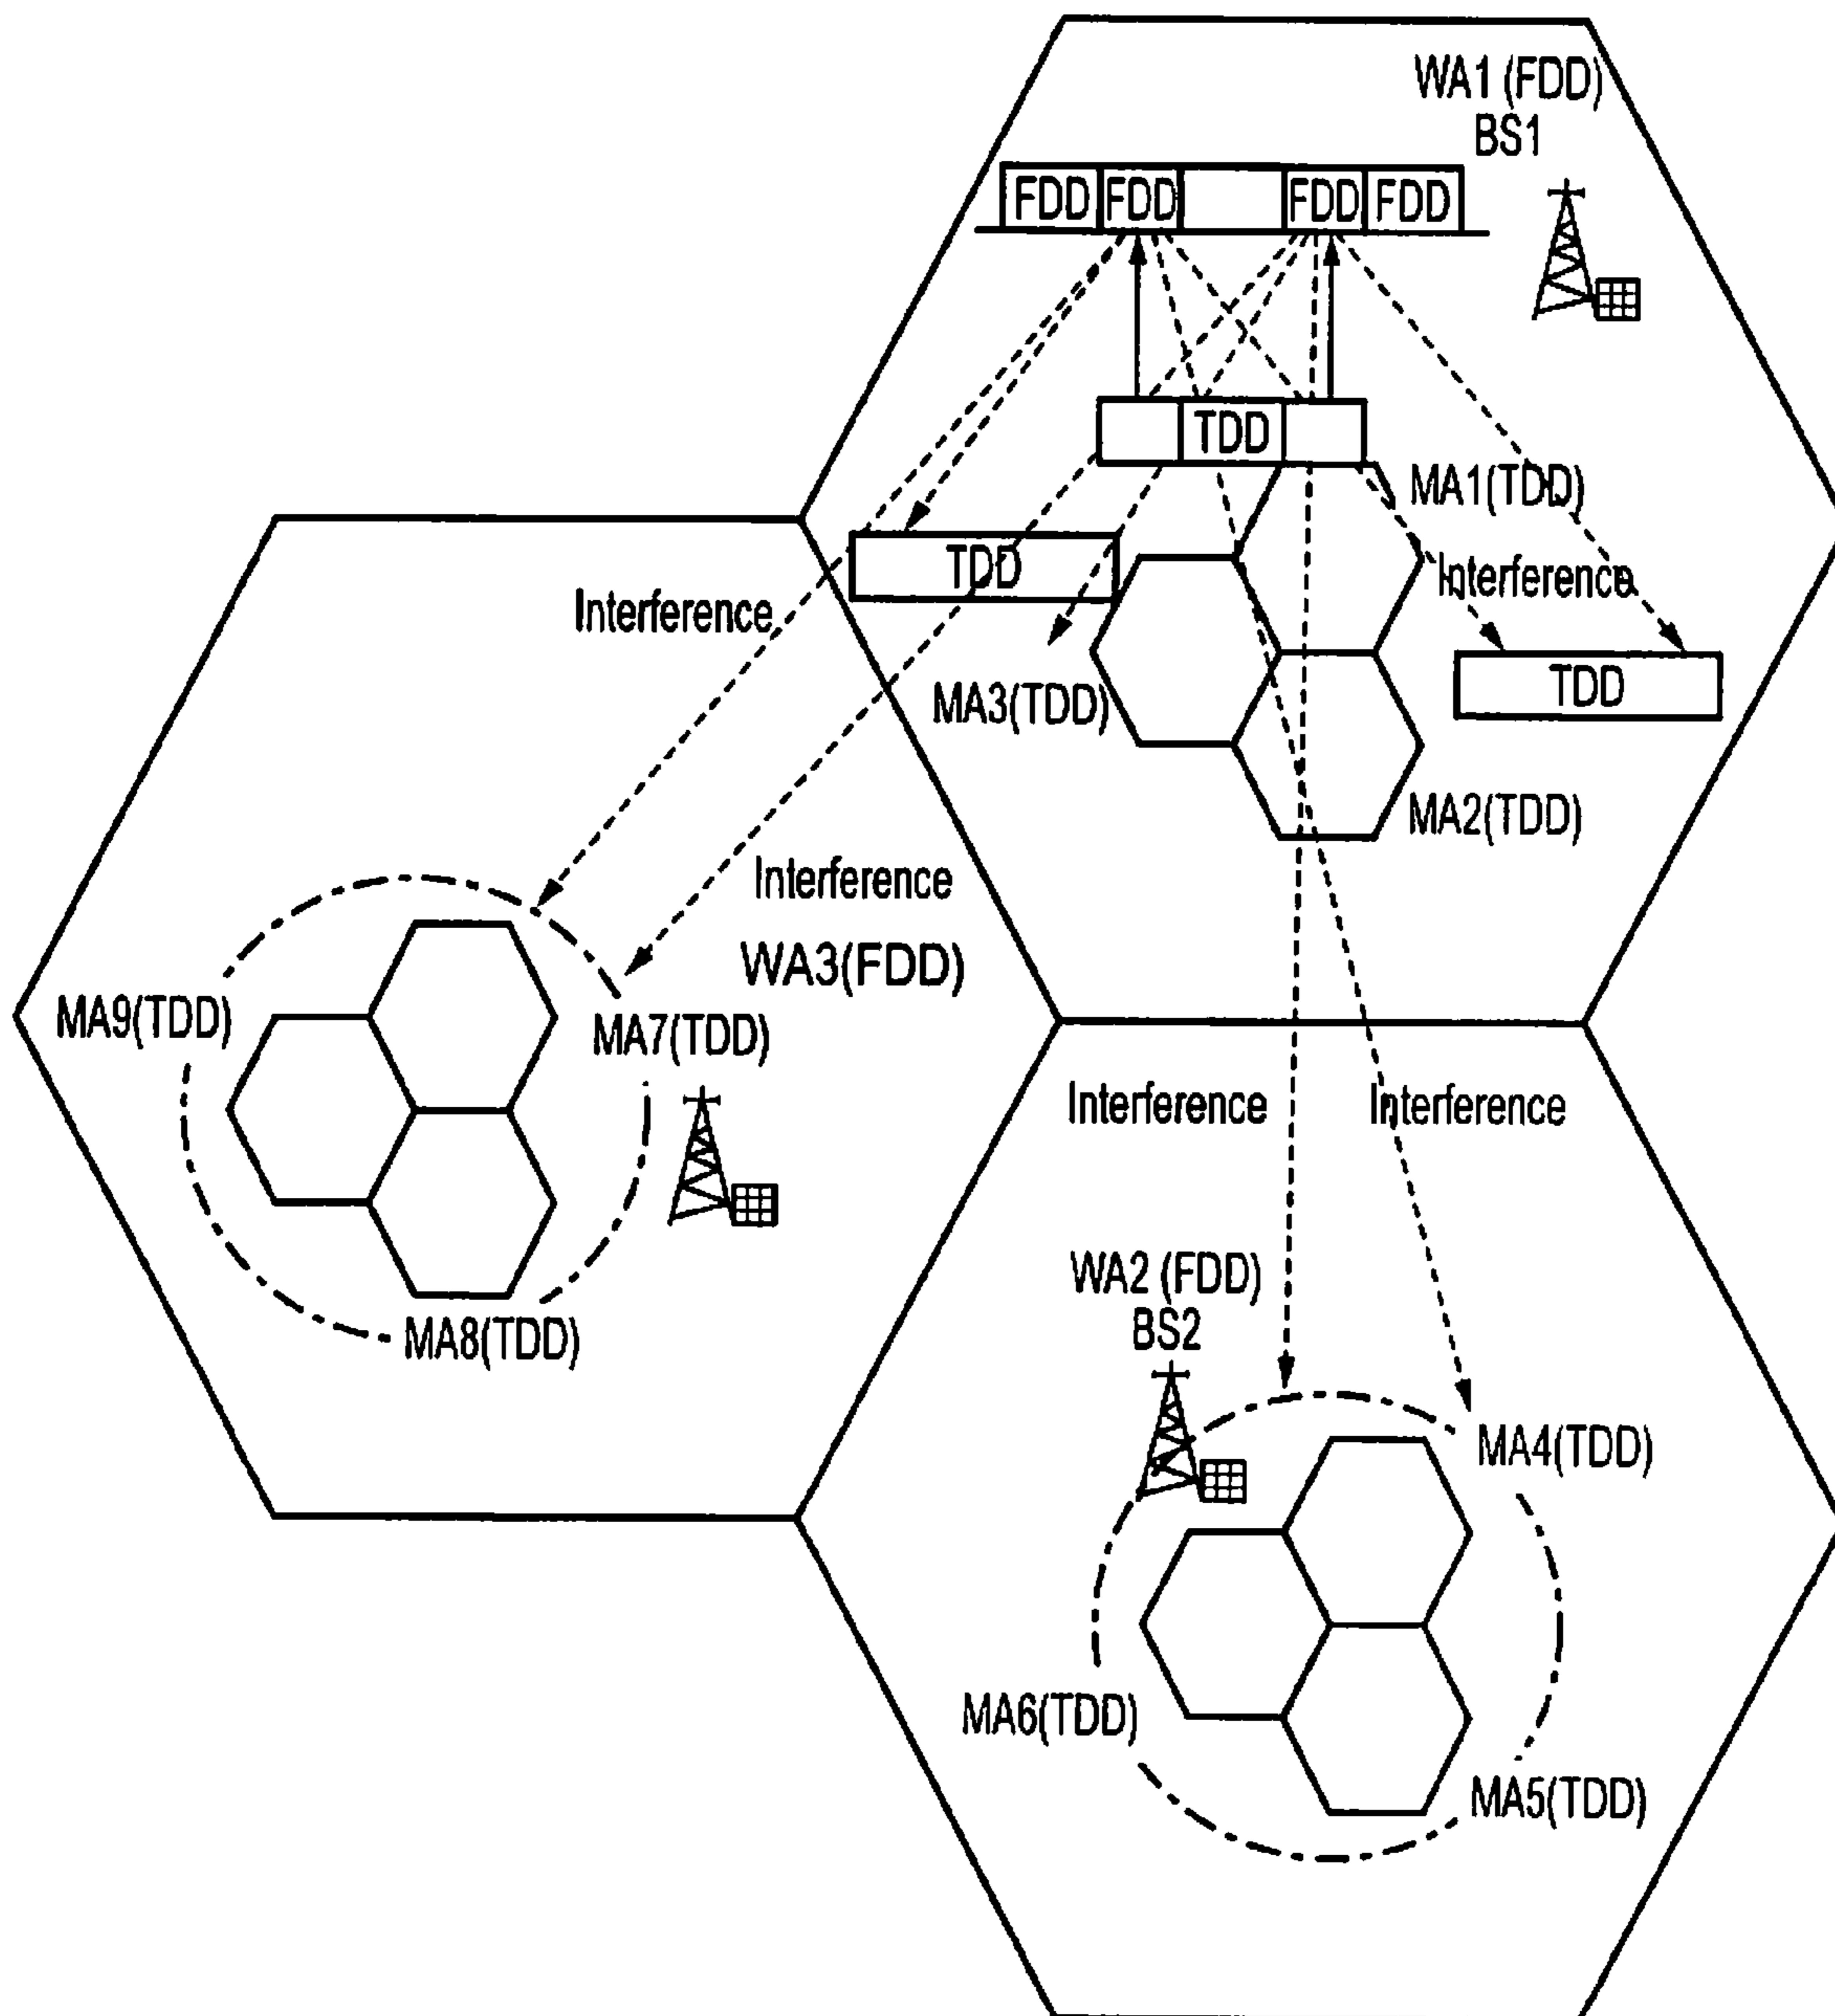 WA1 (FDD)
BS1
FDD FDD FDD FDD
TDD
MA1(TDD)
TDD
Interference
Interference
TDD
MA3(TDD)
MA2(TDD)
Interference
WA3(FDD)
MA9(TDD)
MA7(TDD)
Interference
Interference
WA2 (FDD)
BS2
MA8(TDD)
MA4(TDD)
MA6(TDD)
MA5(TDD)